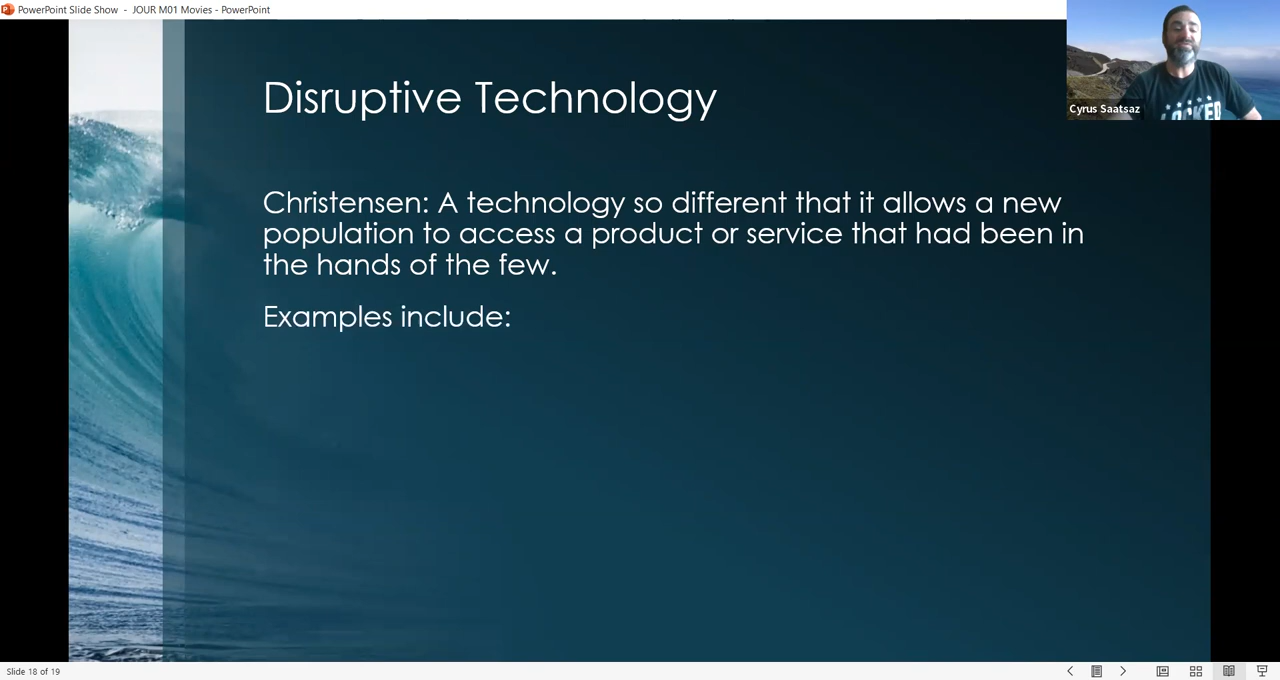 PowerPoint Slide Show - JOUR M01 Movies - PowerPoint
Cyrus Saatsaz
Disruptive Technology
Christensen: A technology so different that it allows a new
population to access a product or service that had been in
the hands of the few.
Examples include:
Slide 18 of 19